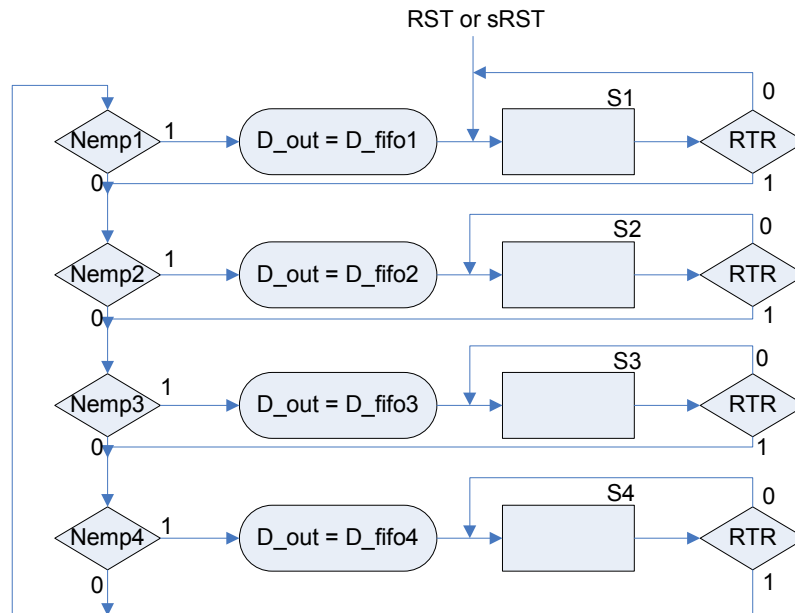 RST or sRST
S1
0
Nemp1
1
D_out = D_fifo1
RTR
0
1
S2
0
Nemp2
1
D_out = D_fifo2
RTR
0
1
S3
0
Nemp3
1
D_out = D_fifo3
RTR
0
1
S4
0
Nemp4
1
D_out = D_fifo4
RTR
0
1